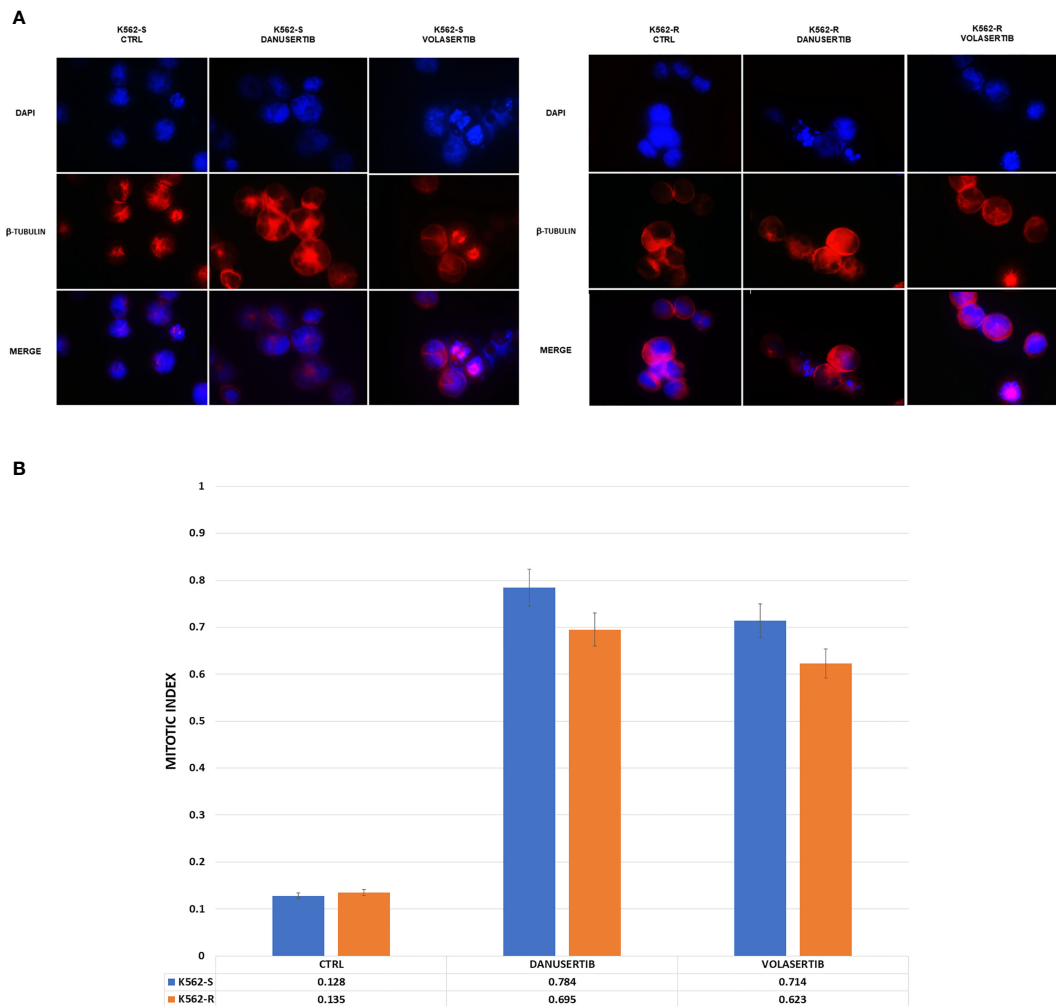 A
K562-S
CTRL
K562-S
DANUSERTIB
K562-S
VOLASERTIB
K562-R
CTRL
K562-R
DANUSERTIB
K562-R
VOLASERTIB
DAPI
DAPI
β-TUBULIN
β-TUBULIN
MERGE
MERGE
B
1
0.9
0.8
0.7
0.6
0.5
0.4
0.3
0.2
0.1
0
MITOTIC INDEX
CTRL DANUSERTIB VOLASERTIB
K562-S 0.128 0.784 0.714
K562-R 0.135 0.695 0.623